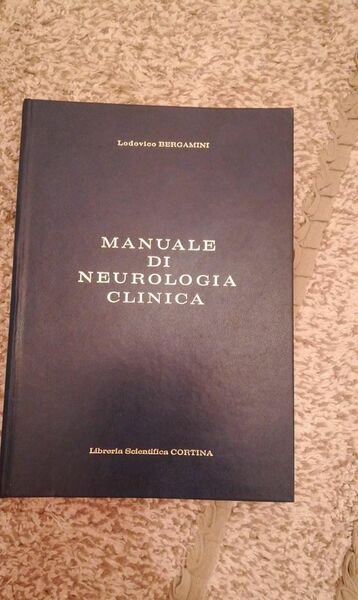 Lodovico BERGAMINI
MANUALE
DI
NEUROLOGIA
CLINICA
Libreria Scientifica CORTINA